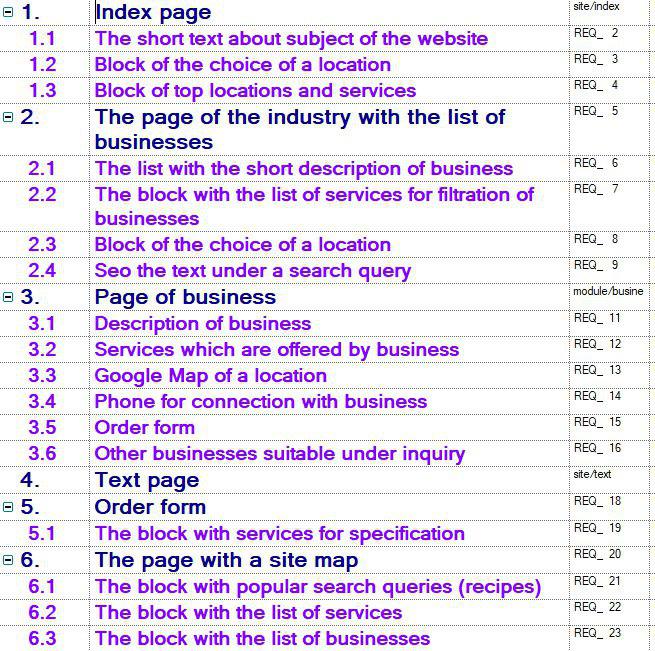 1. Index page site/index
1.1 The short text about subject of the website REQ_ 2
1.2 Block of the choice of a location REQ_ 3
1.3 Block of top locations and services REQ_ 4
2. The page of the industry with the list of REQ_ 5
businesses
2.1 The list with the short description of business REQ_ 6
2.2 The block with the list of services for filtration of REQ_ 7
businesses
2.3 Block of the choice of a location REQ_ 8
2.4 Seo the text under a search query REQ_ 9
3. Page of business module/busine
3.1 Description of business REQ_ 11
3.2 Services which are offered by business REQ_ 12
3.3 Google Map of a location REQ_ 13
3.4 Phone for connection with business REQ_ 14
3.5 Order form REQ_ 15
3.6 Other businesses suitable under inquiry REQ_ 16
4. Text page site/text
5. Order form REQ_ 18
5.1 The block with services for specification REQ_ 19
6. The page with a site map REQ_ 20
6.1 The block with popular search queries (recipes) REQ_ 21
6.2 The block with the list of services REQ_ 22
6.3 The block with the list of businesses REQ_ 23